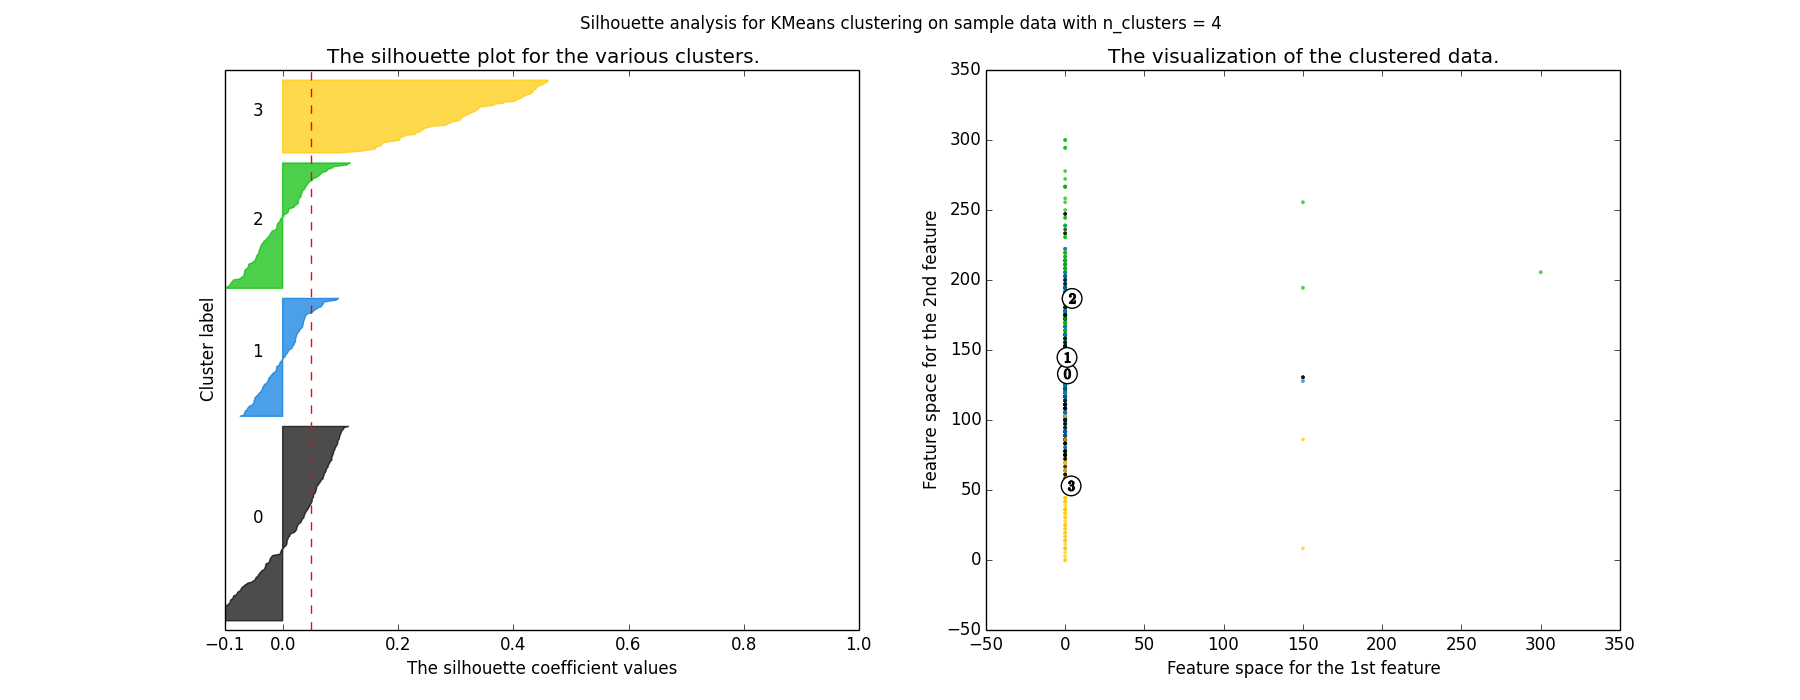 Silhouette analysis for KMeans clustering on sample data with n_clusters = 4
The silhouette plot for the various clusters.
Cluster label
3
2
1
0
−0.1 0.0 0.2 0.4 0.6 0.8 1.0
The silhouette coefficient values
The visualization of the clustered data.
Feature space for the 2nd feature
350
300
250
200
150
100
50
0
−50
2
1
0
3
−50 0 50 100 150 200 250 300 350
Feature space for the 1st feature